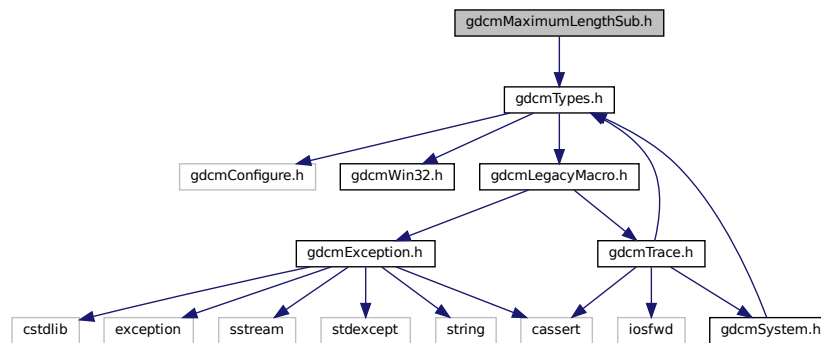 gdcmMaximumLengthSub.h
gdcmTypes.h
gdcmConfigure.h
gdcmWin32.h
gdcmLegacyMacro.h
gdcmException.h
gdcmTrace.h
cstdlib
exception
sstream
stdexcept
string
cassert
iosfwd
gdcmSystem.h